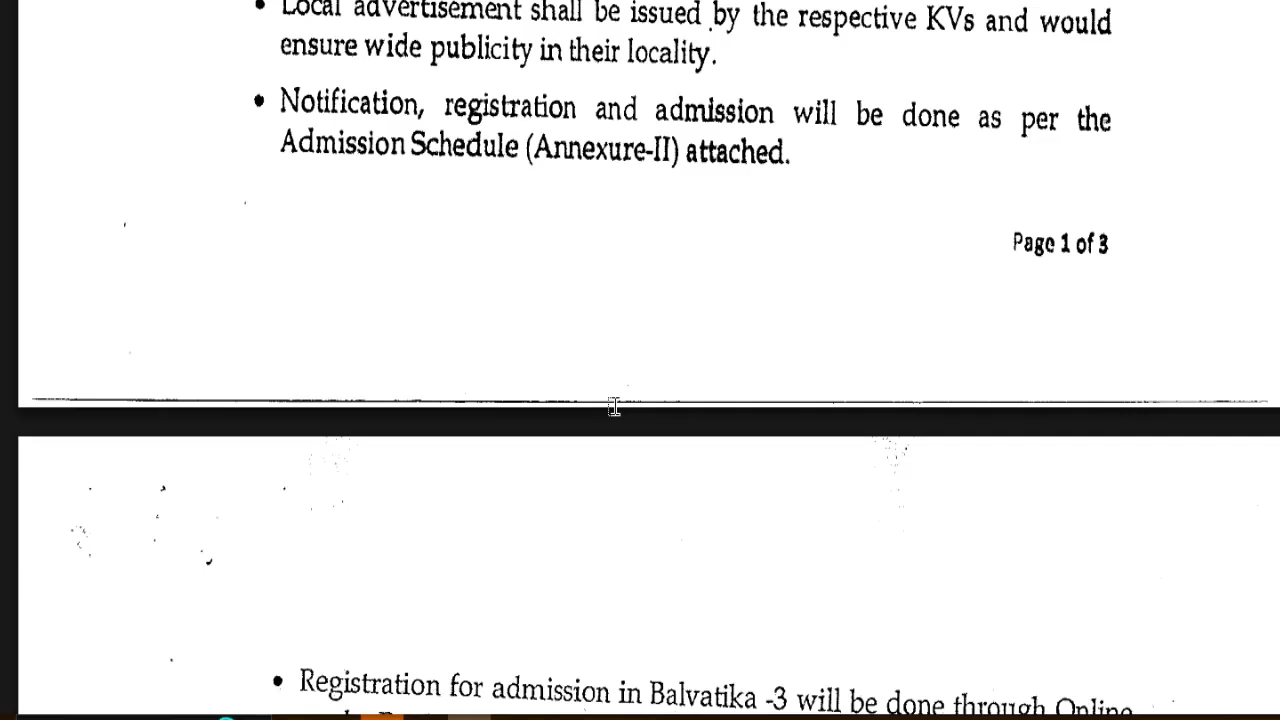 Local advertisement shall be issued by the respective KVs and would
ensure wide publicity in their locality.
• Notification, registration and admission will be done as per the
Admission Schedule (Annexure-II) attached.
Page 1 of 3
• Registration for admission in Balvatika -3 will be done through Online